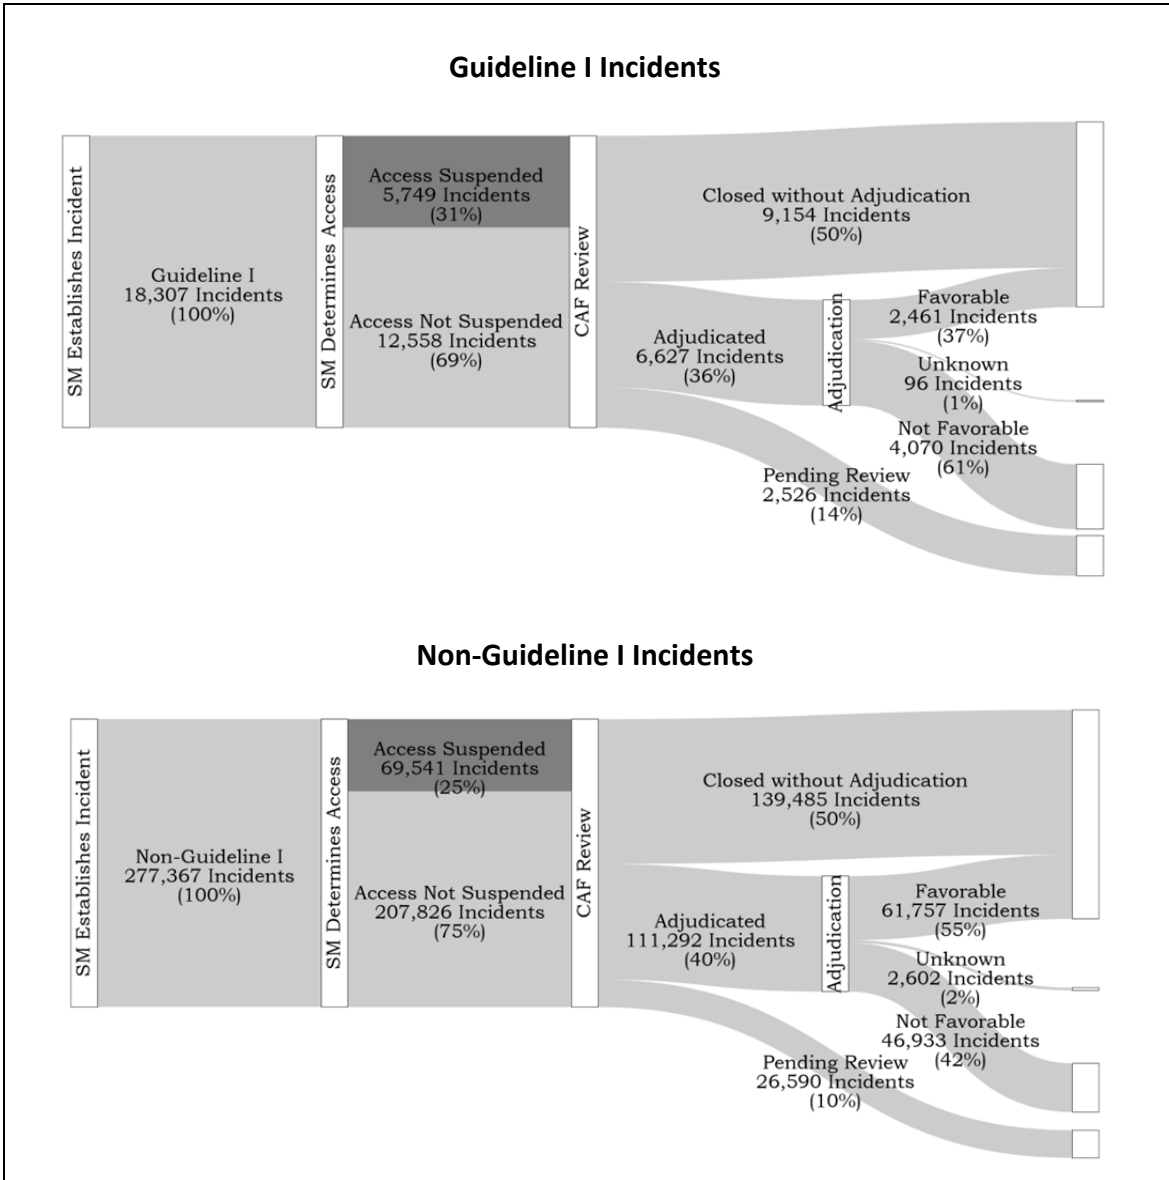 Guideline I Incidents
SM Establishes Incident
Guideline I
18,307 Incidents
(100%)
SM Determines Access
Access Suspended
5,749 Incidents
(31%)
Access Not Suspended
12,558 Incidents
(69%)
CAF Review
Closed without Adjudication
9,154 Incidents
(50%)
Adjudicated
6,627 Incidents
(36%)
Adjudication
Favorable
2,461 Incidents
(37%)
Unknown
96 Incidents
(1%)
Not Favorable
4,070 Incidents
(61%)
Pending Review
2,526 Incidents
(14%)
Non-Guideline I Incidents
SM Establishes Incident
Non-Guideline I
277,367 Incidents
(100%)
SM Determines Access
Access Suspended
69,541 Incidents
(25%)
Access Not Suspended
207,826 Incidents
(75%)
CAF Review
Closed without Adjudication
139,485 Incidents
(50%)
Adjudicated
111,292 Incidents
(40%)
Adjudication
Favorable
61,757 Incidents
(55%)
Unknown
2,602 Incidents
(2%)
Not Favorable
46,933 Incidents
(42%)
Pending Review
26,590 Incidents
(10%)